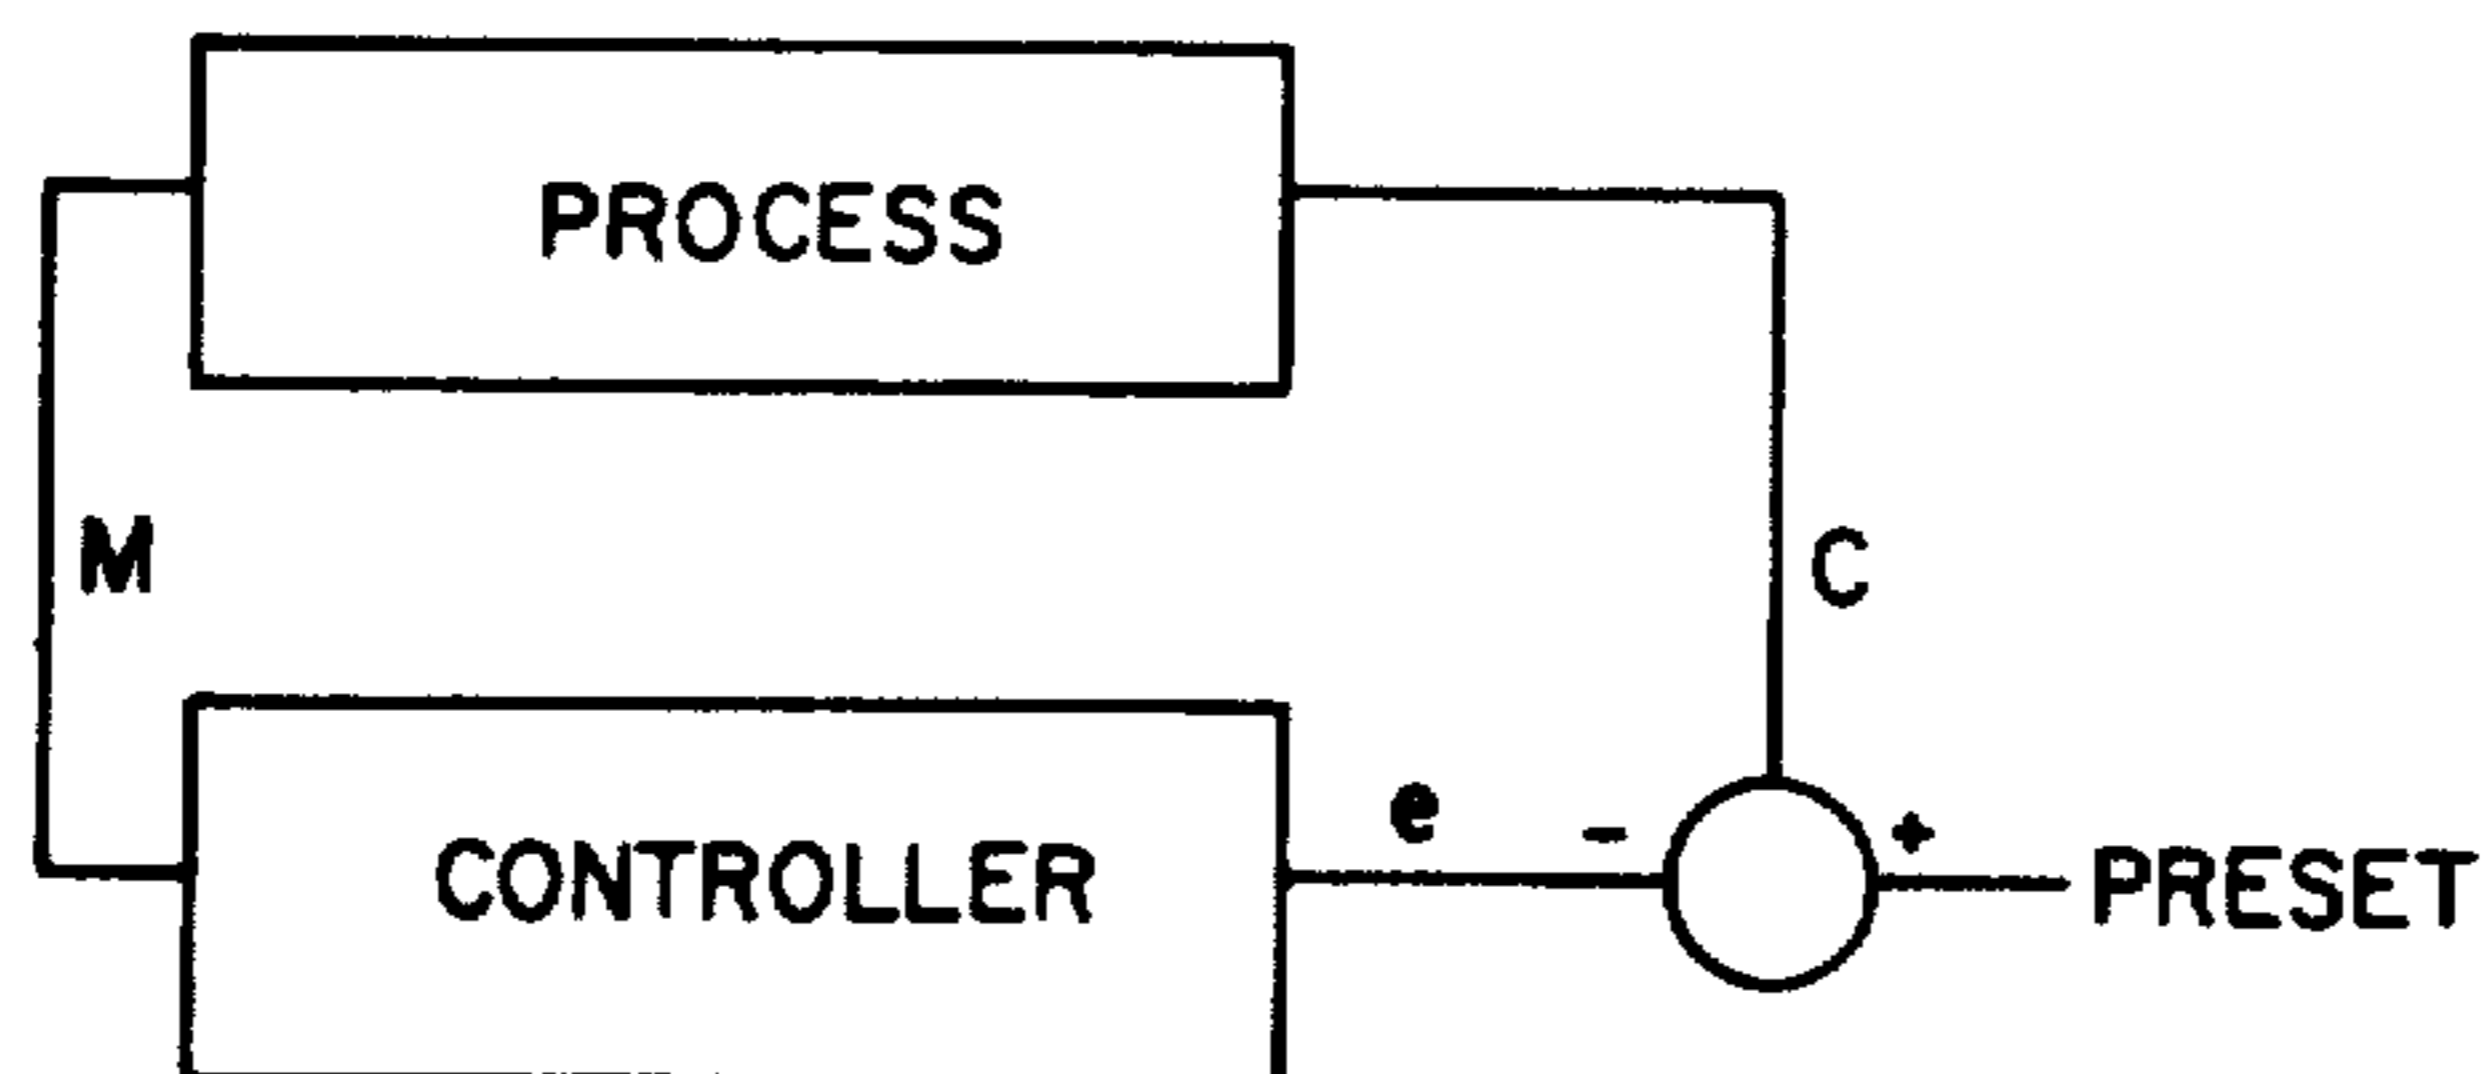 PROCESS
M
C
e
-
+
CONTROLLER
PRESET